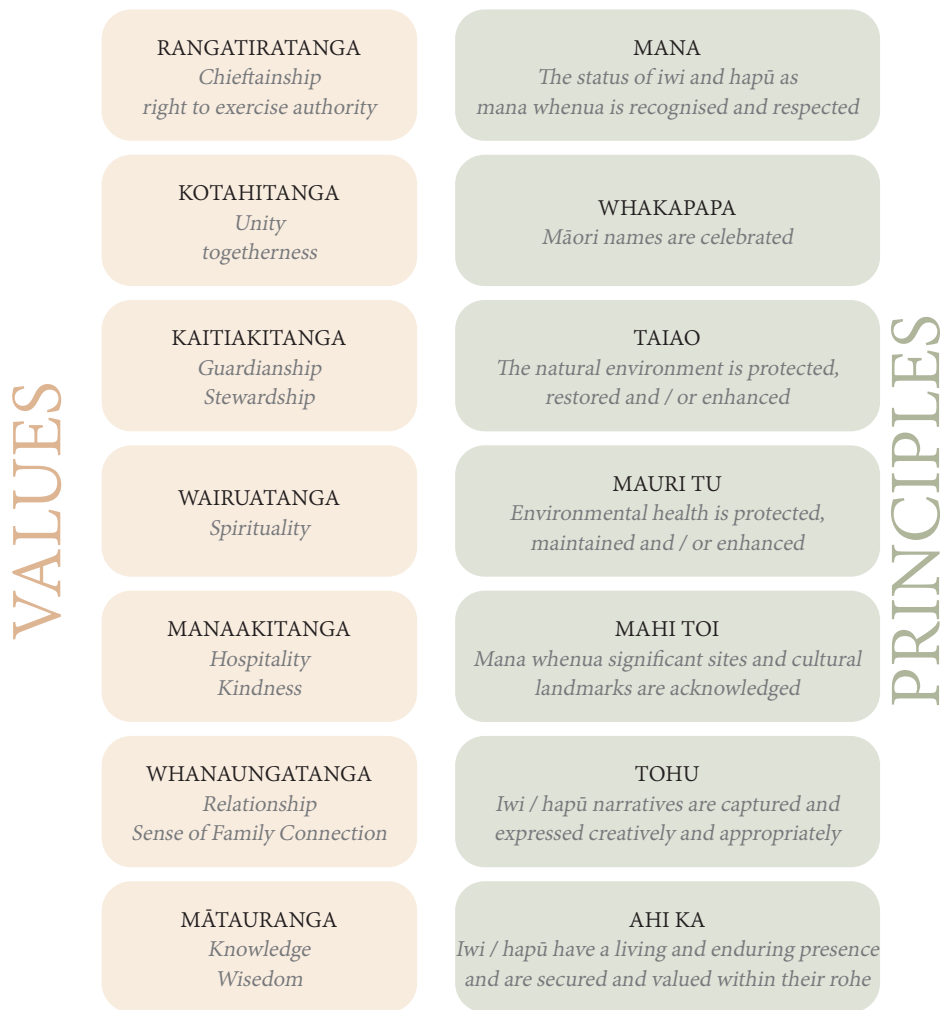 VALUES
RANGATIRATANGA
Chieftainship
right to exercise authority
MANA
The status of iwi and hapū as
mana whenua is recognised and respected
KOTAHITANGA
Unity
togetherness
WHAKAPAPA
Māori names are celebrated
KAITIAKITANGA
Guardianship
Stewardship
TAIAO
The natural environment is protected,
restored and / or enhanced
WAIRUATANGA
Spirituality
MAURI TU
Environmental health is protected,
maintained and / or enhanced
MANAAKITANGA
Hospitality
Kindness
MAHI TOI
Mana whenua significant sites and cultural
landmarks are acknowledged
WHANAUNGATANGA
Relationship
Sense of Family Connection
TOHU
Iwi / hapū narratives are captured and
expressed creatively and appropriately
MĀTAURANGA
Knowledge
Wisedom
AHI KA
Iwi / hapū have a living and enduring presence
and are secured and valued within their rohe
PRINCIPLES